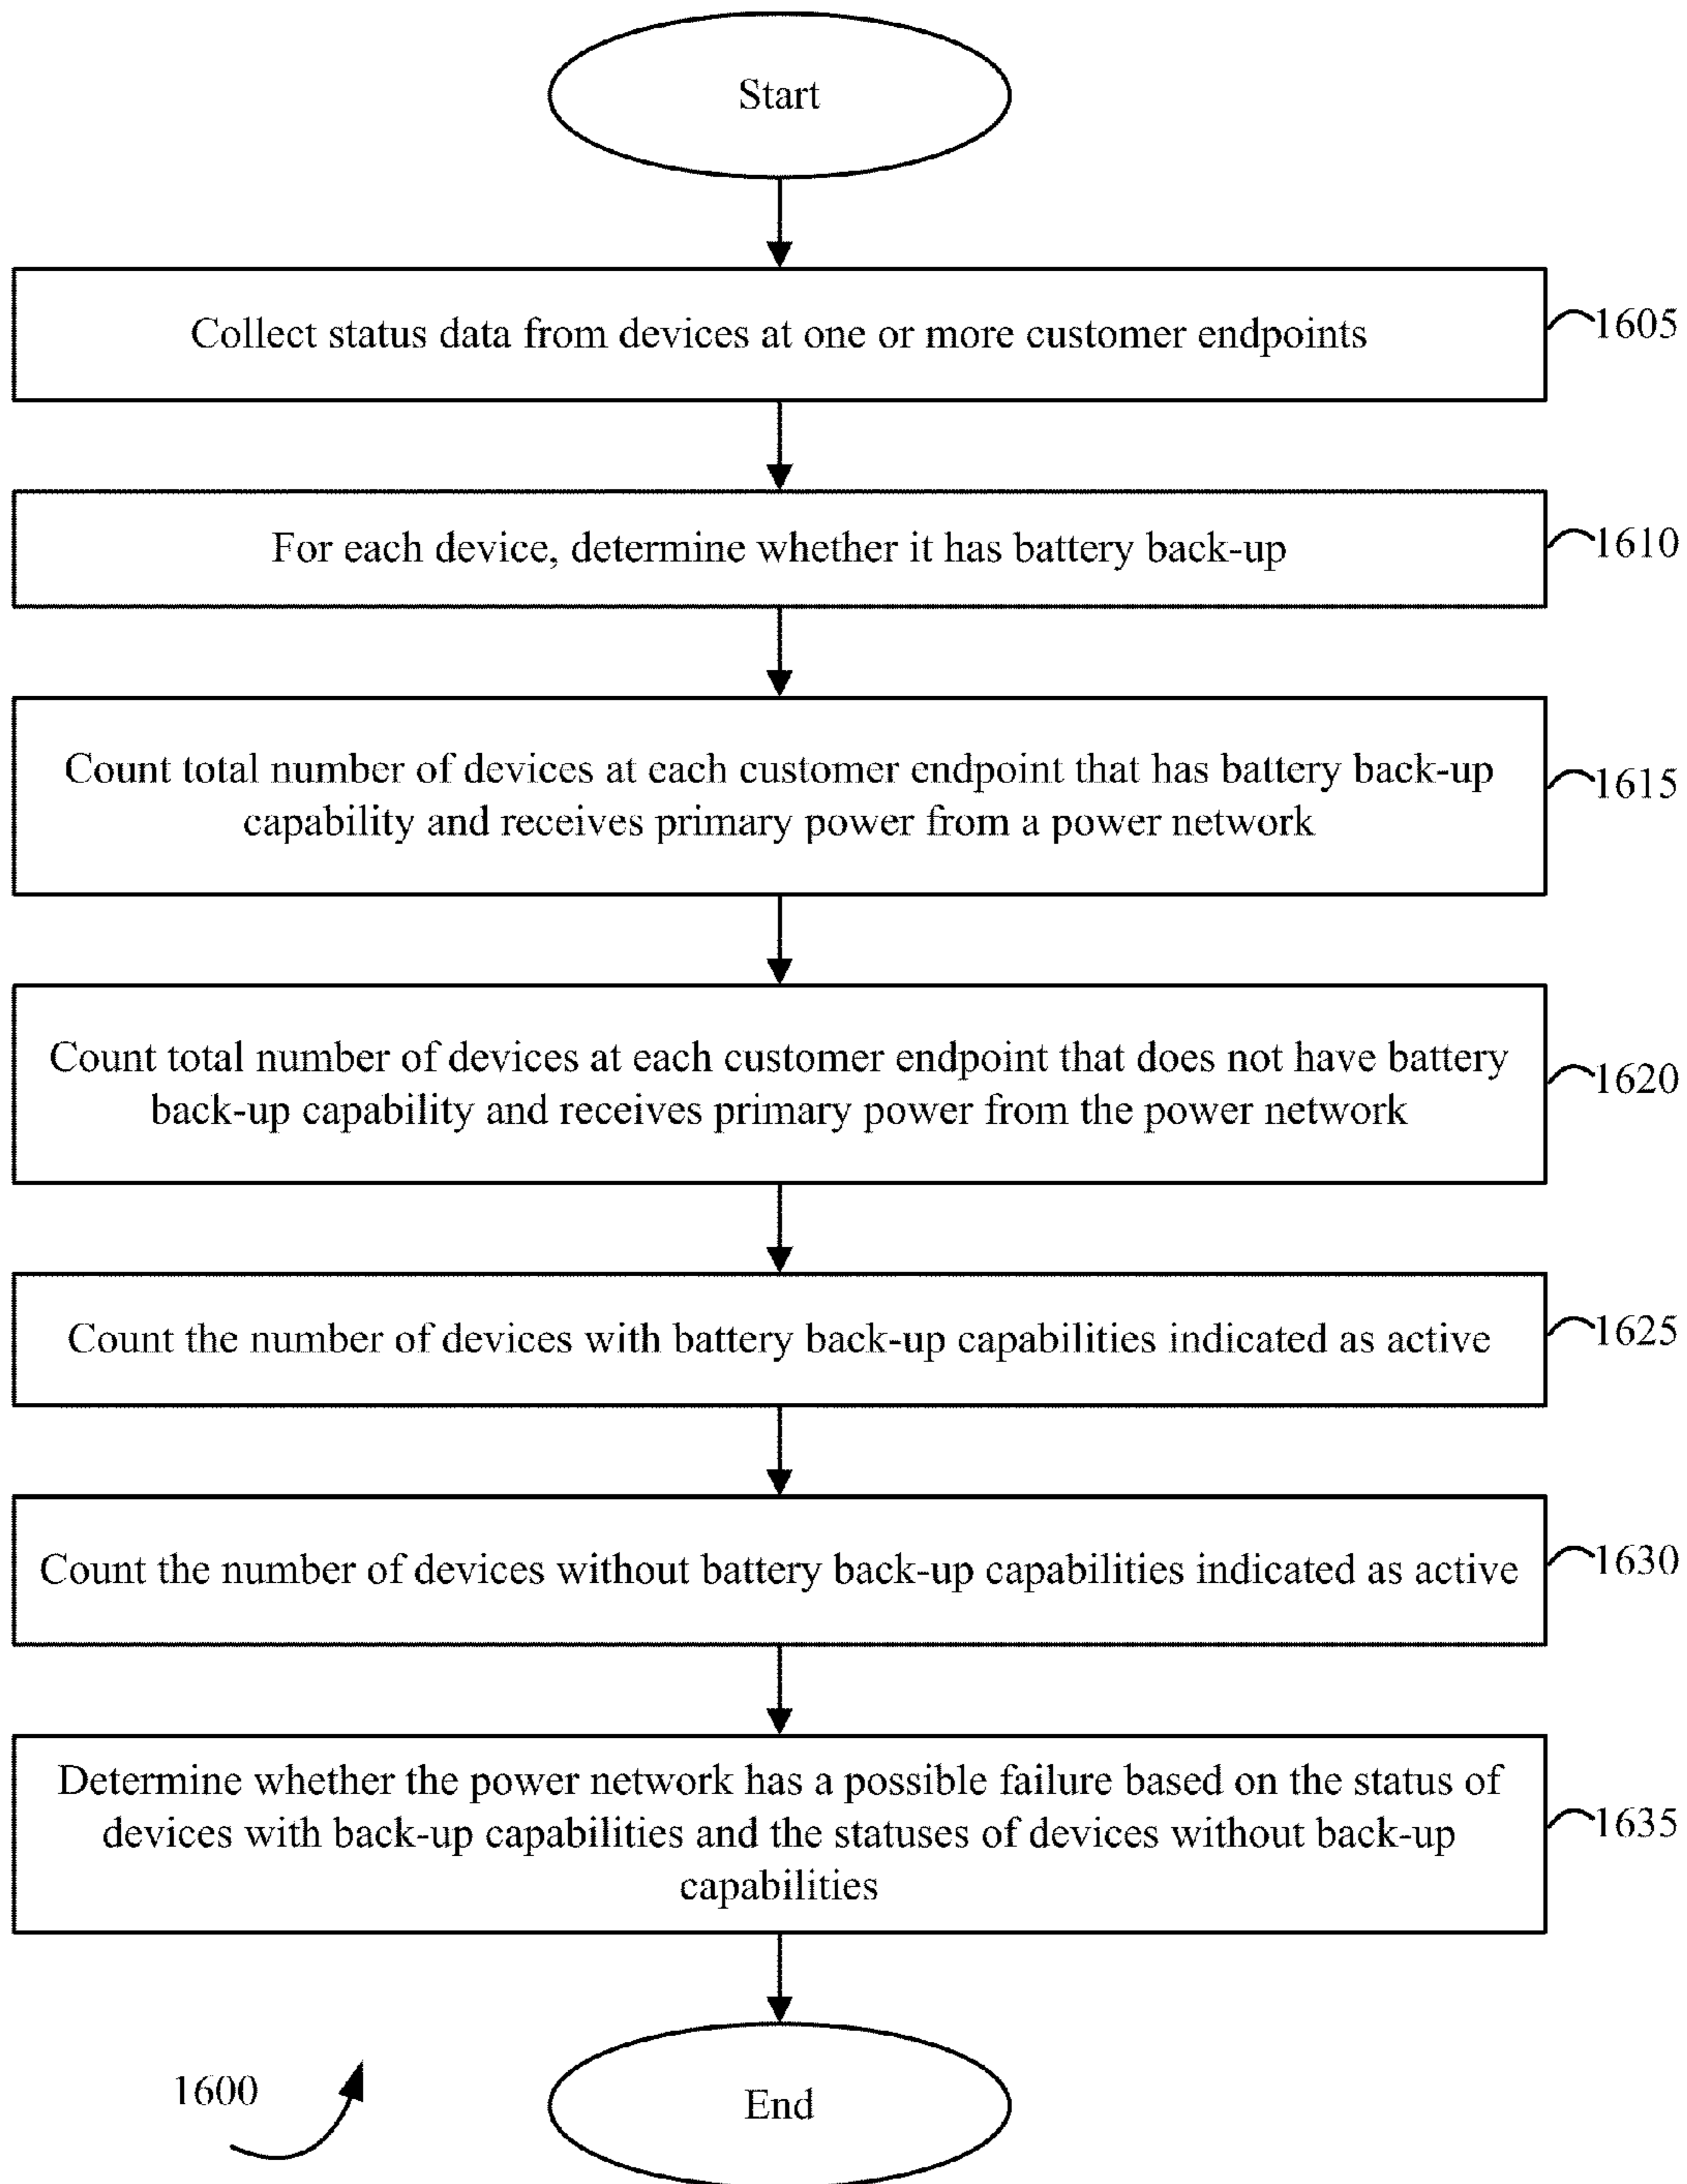 Start
Collect status data from devices at one or more customer endpoints
1605
For each device, determine whether it has battery back-up
1610
Count total number of devices at each customer endpoint that has battery back-up
capability and receives primary power from a power network
1615
Count total number of devices at each customer endpoint that does not have battery
back-up capability and receives primary power from the power network
1620
Count the number of devices with battery back-up capabilities indicated as active
1625
Count the number of devices without battery back-up capabilities indicated as active
1630
Determine whether the power network has a possible failure based on the status of
devices with back-up capabilities and the statuses of devices without back-up
capabilities
1635
1600
End